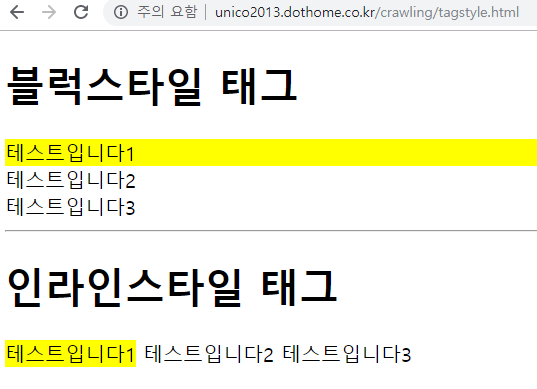 주의 요함 | unico2013.dothome.co.kr/crawling/tagstyle.html
블럭스타일 태그
테스트입니다1
테스트입니다2
테스트입니다3
인라인스타일 태그
테스트입니다1 테스트입니다2 테스트입니다3